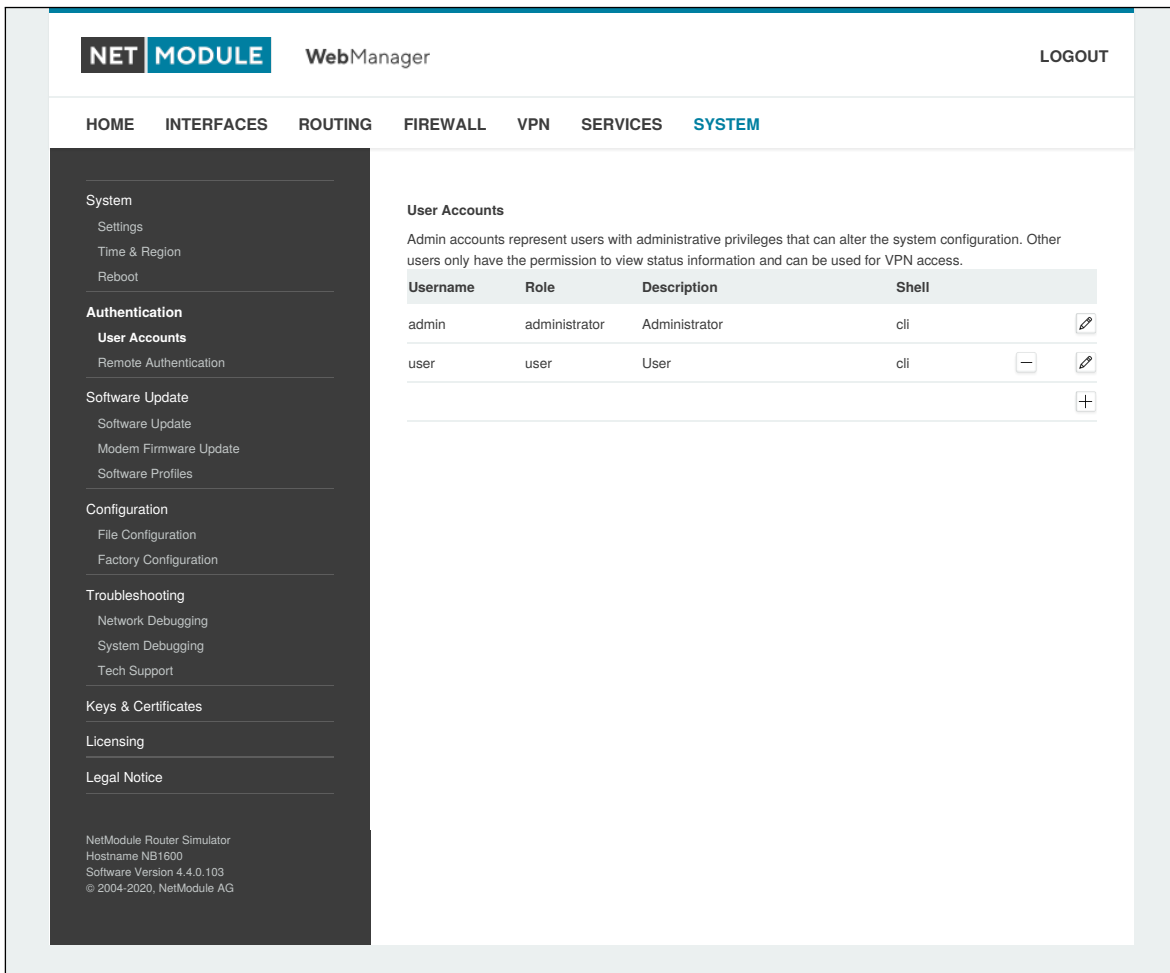 NET MODULE WebManager LOGOUT
HOME INTERFACES ROUTING FIREWALL VPN SERVICES SYSTEM
System
Settings
Time & Region
Reboot
Authentication
User Accounts
Remote Authentication
Software Update
Software Update
Modem Firmware Update
Software Profiles
Configuration
File Configuration
Factory Configuration
Troubleshooting
Network Debugging
System Debugging
Tech Support
Keys & Certificates
Licensing
Legal Notice
NetModule Router Simulator
Hostname NB1600
Software Version 4.4.0.103
© 2004-2020, NetModule AG
User Accounts
Admin accounts represent users with administrative privileges that can alter the system configuration. Other
users only have the permission to view status information and can be used for VPN access.
Username Role Description Shell
admin administrator Administrator cli
user user User cli